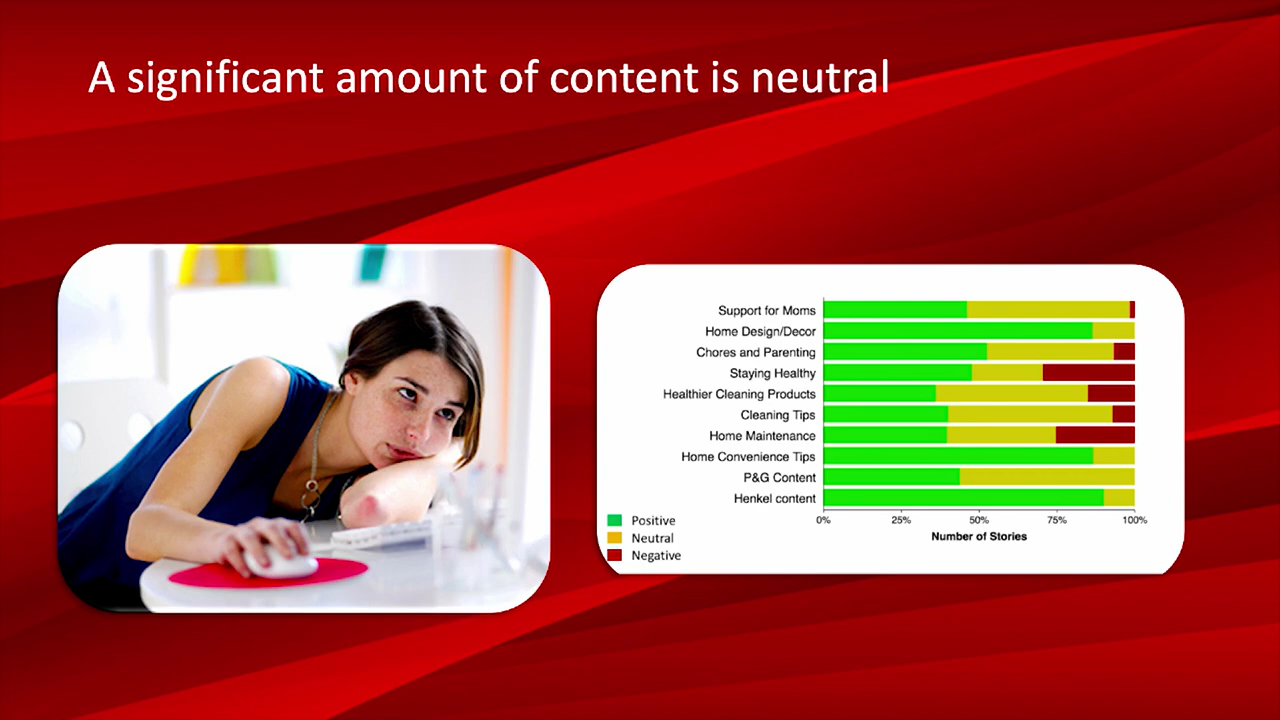 A significant amount of content is neutral
Support for Moms
Home Design/Decor
Chores and Parenting
Staying Healthy
Healthier Cleaning Products
Cleaning Tips
Home Maintenance
Home Convenience Tips
P&G Content
Henkel content
0% 25% 50% 75% 100%
Number of Stories
Positive
Neutral
Negative